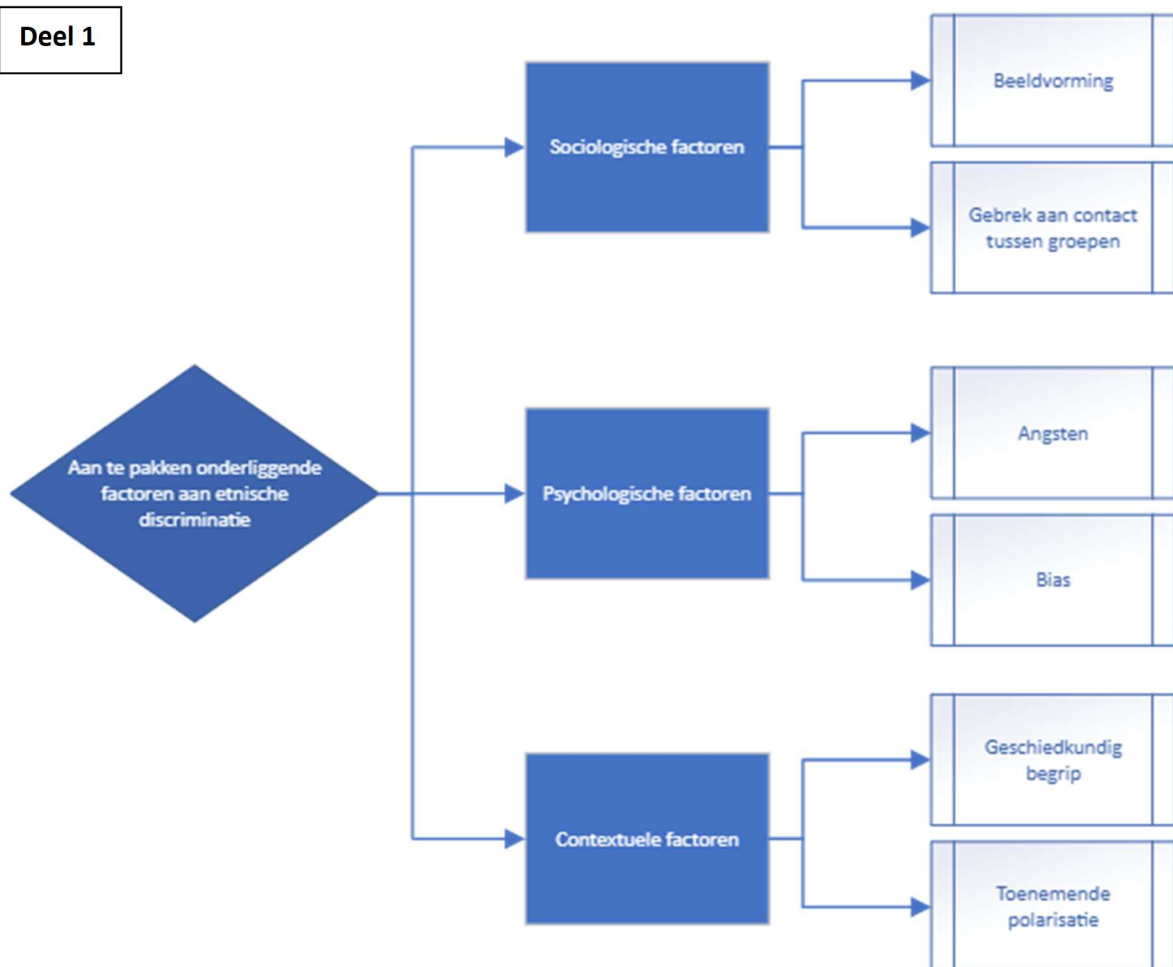 Deel 1
Beeldvorming
Sociologische factoren
Gebrek aan contact
tussen groepen
Angsten
Aan te pakken onderliggende
factoren aan etnische
discriminatie
Psychologische factoren
Bias
Geschiedkundig
begrip
Contextuele factoren
Toenemende
polarisatie